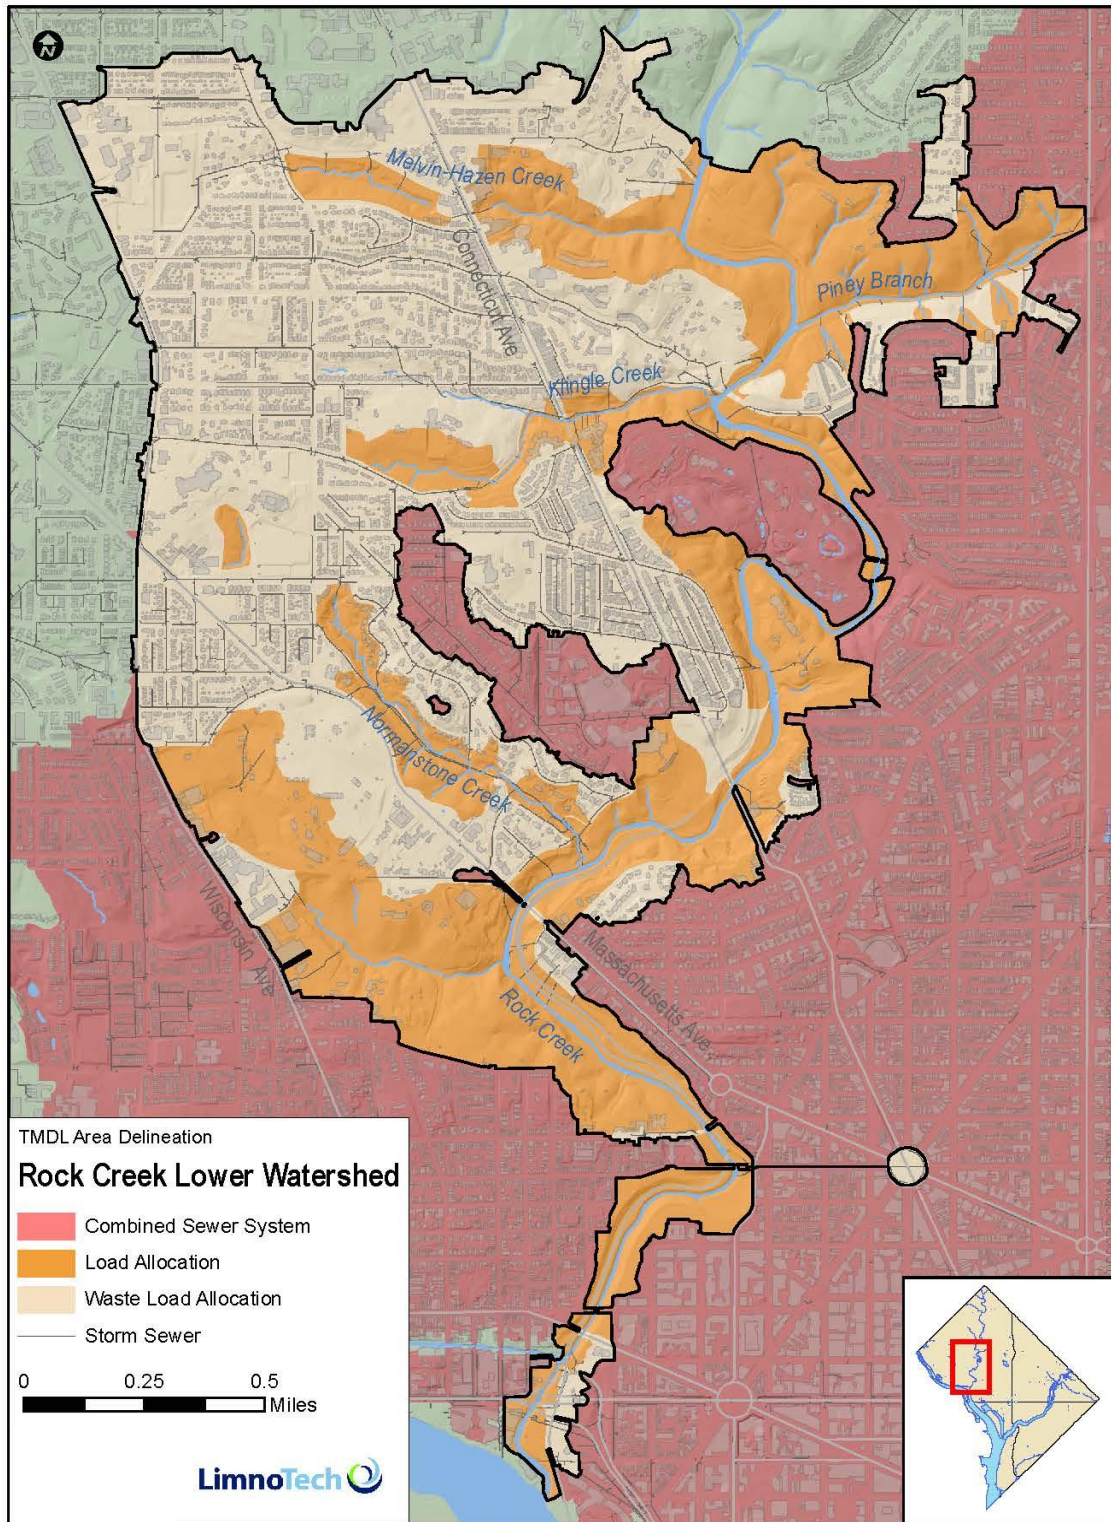 N
Melvin-Hazen Creek
Connecticut Ave
Piney Branch
Klingle Creek
Normanstone Creek
Wisconsin Ave
Massachusetts Ave
Rock Creek
TMDL Area Delineation
Rock Creek Lower Watershed
Combined Sewer System
Load Allocation
Waste Load Allocation
Storm Sewer
0 0.25 0.5
Miles
LimnoTech